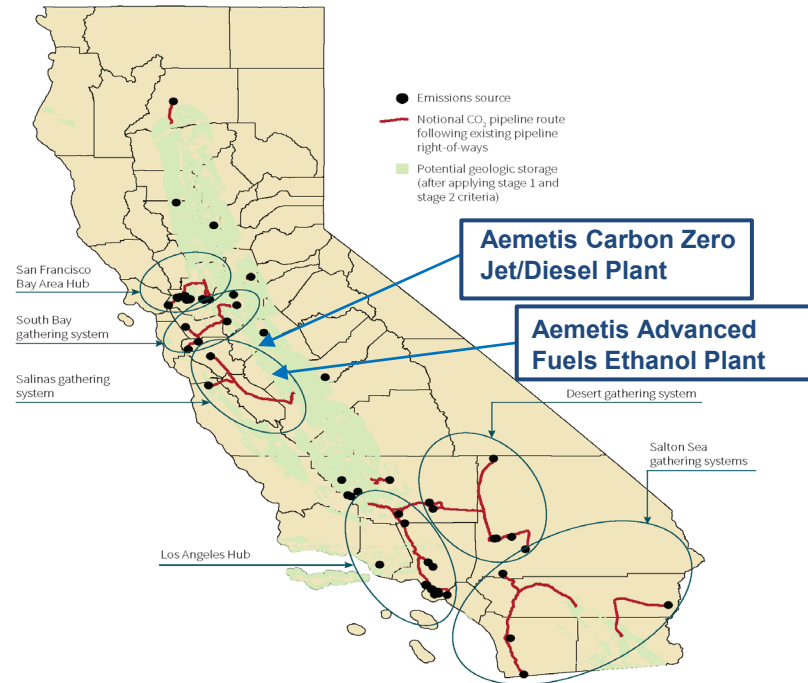 Emissions source
Notional CO₂ pipeline route
following existing pipeline
right-of-ways
Potential geologic storage
(after applying stage 1 and
stage 2 criteria)
Aemetis Carbon Zero
Jet/Diesel Plant
San Francisco
Bay Area Hub
South Bay
gathering system
Aemetis Advanced
Fuels Ethanol Plant
Salinas gathering
system
Desert gathering system
Salton Sea
gathering systems
Los Angeles Hub